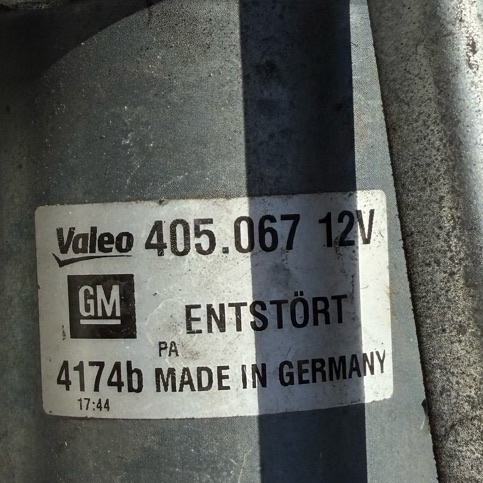 Valeo 405.067 12V
GM ENTSTÖRT
PA
4174b MADE IN GERMANY
17:44